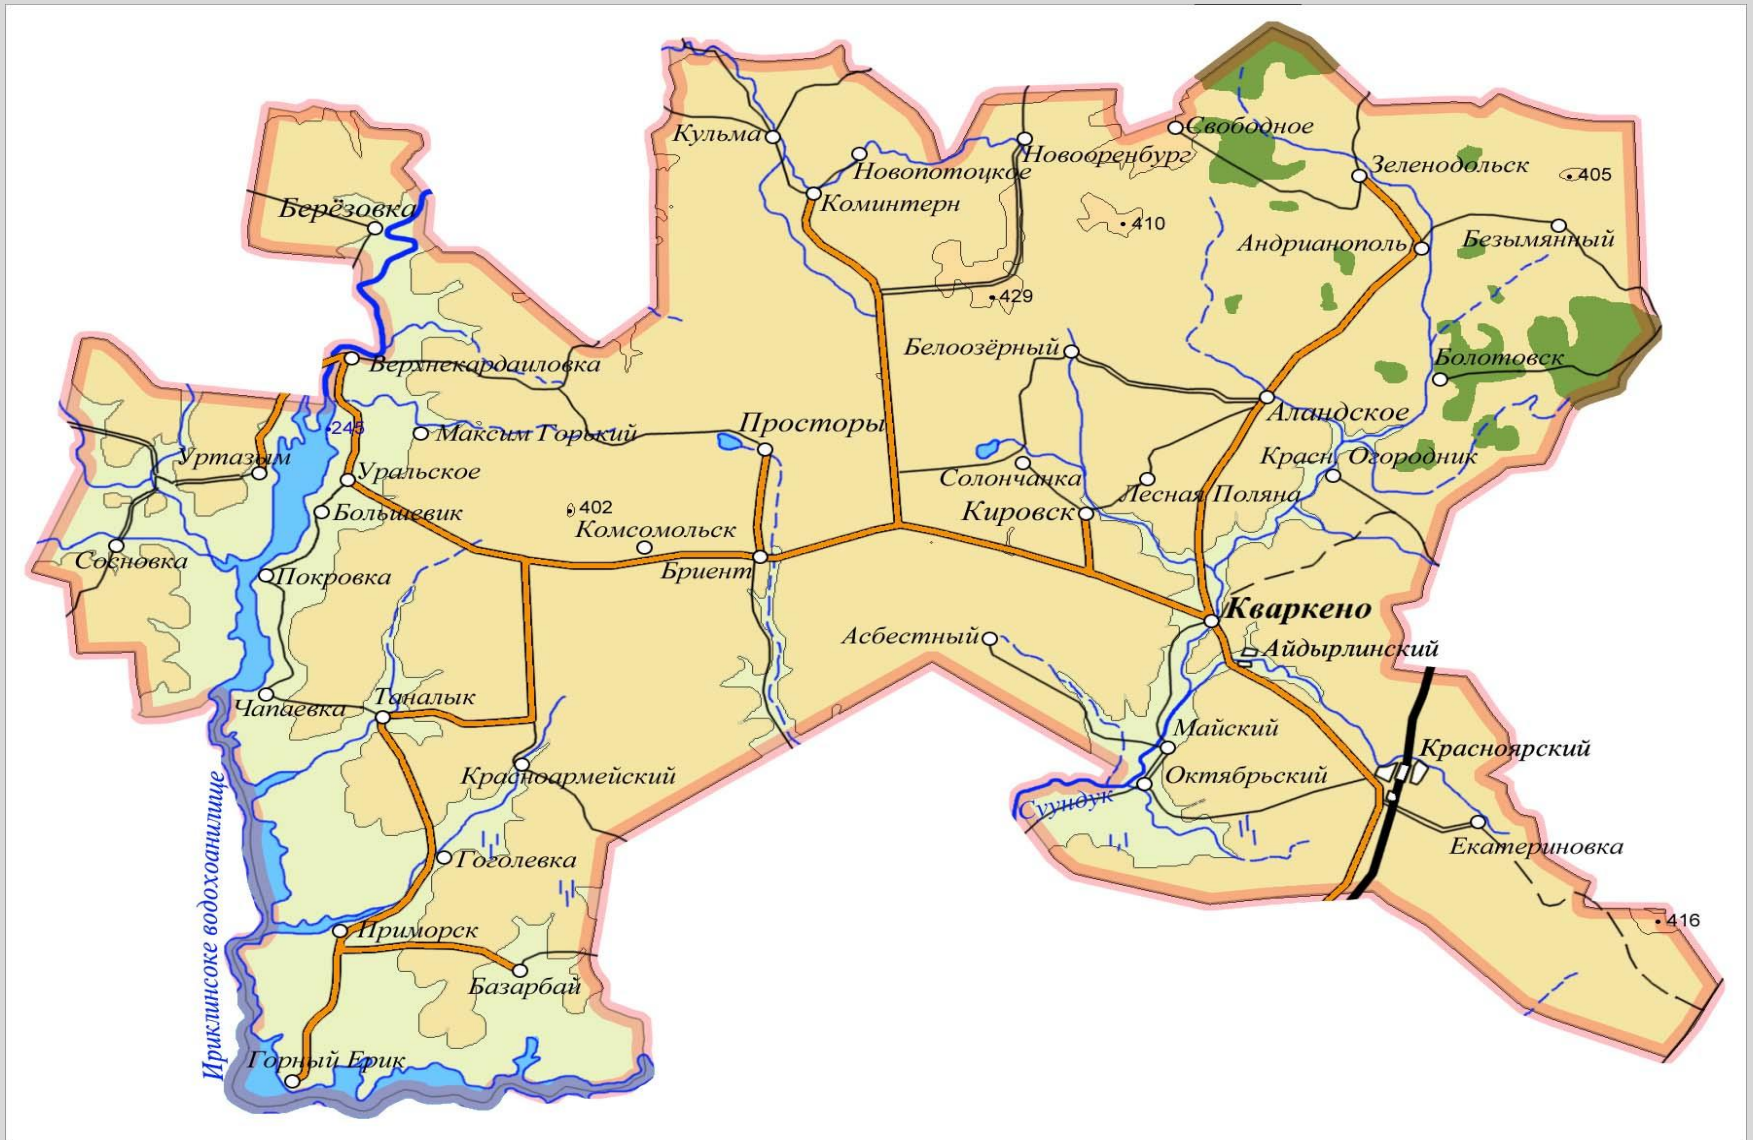 Кульма
Свободное
Новооренбург
Новопотоцкое
Зеленодольск
405
Берёзовка
Коминтерн
410
Андрианополь
Безымянный
429
Белоозёрный
Верхнекардаиловка
Болотовск
Аландское
245
Максим Горький
Просторы
Уртазым
Уральское
Красн. Огородник
Солончанка
Лесная Поляна
402
Большевик
Кировск
Комсомольск
Сосновка
Покровка
Бриент
Кваркено
Асбестный
Айдырлинский
Чапаевка
Таналык
Майский
Красноярский
Красноармейский
Октябрьский
Суундук
Екатериновка
Гоголевка
416
Приморск
Базарбай
Ириклинсоке водохоанилище
Горный Ерик